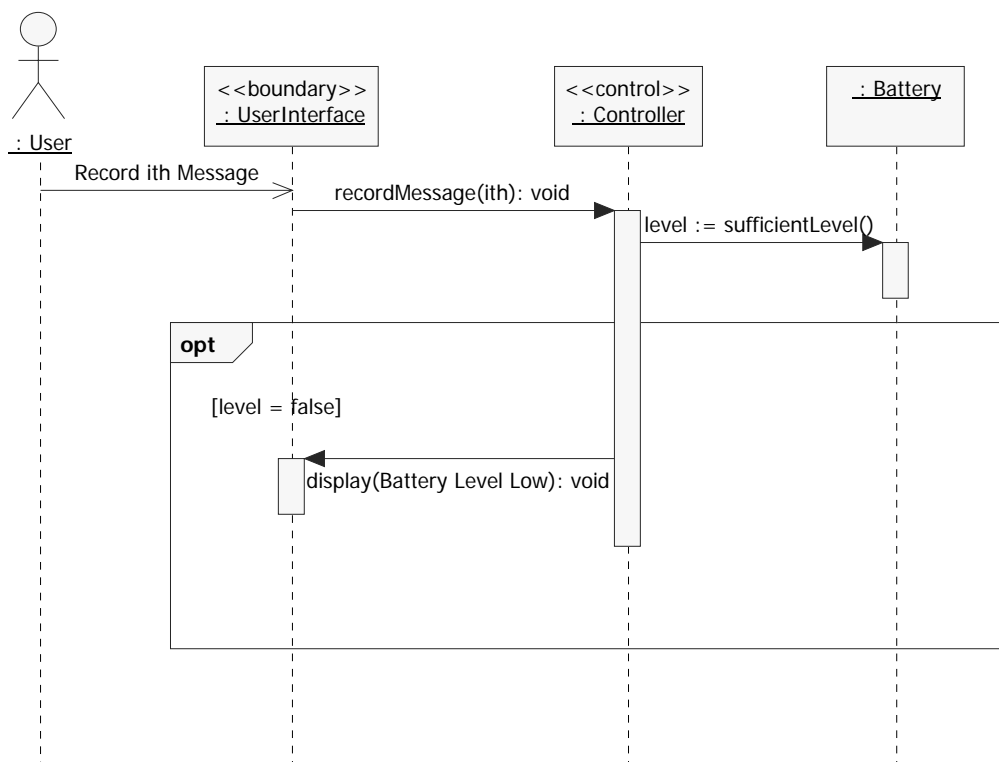 <<boundary>>
: UserInterface
<<control>>
: Controller
: Battery
: User
Record ith Message
recordMessage(ith): void
level := sufficientLevel()
opt
[level = false]
display(Battery Level Low): void